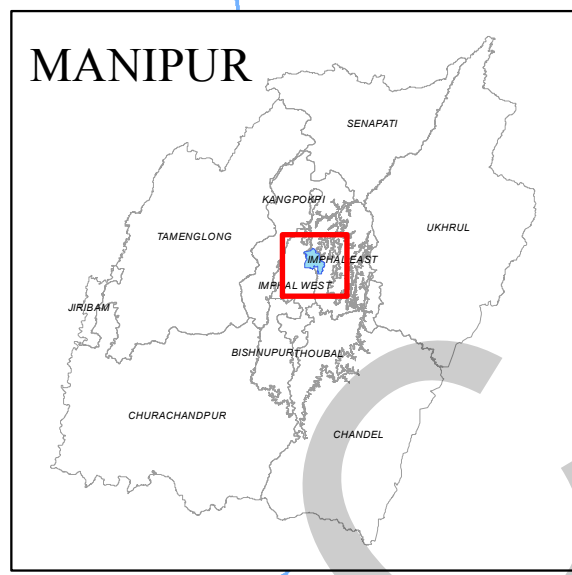 MANIPUR
SENAPATI
KANGPOKPI
TAMENGLONG
UKHRUL
IMPHAL EAST
IMPHAL WEST
JIRIBAM
BISHNUPUR
THOUBAL
CHURACHANDPUR
CHANDEL